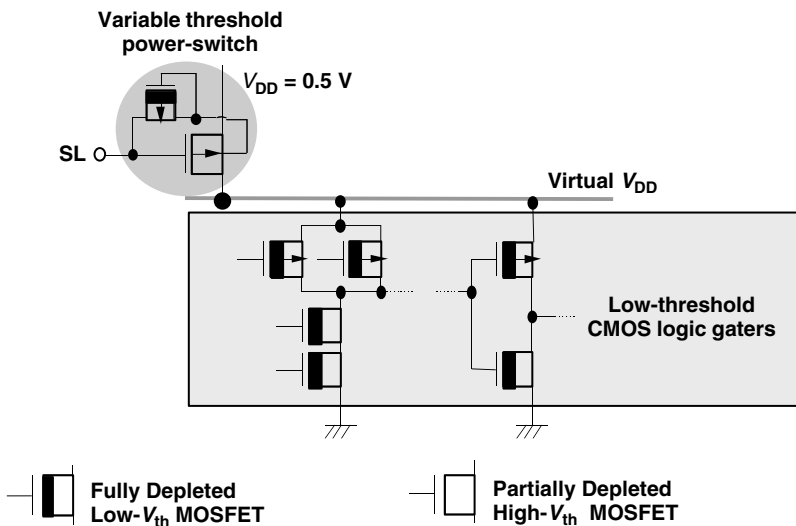 Variable threshold
power-switch
VDD = 0.5 V
SL
Virtual VDD
Low-threshold
CMOS logic gaters
Fully Depleted
Low-Vth MOSFET
Partially Depleted
High-Vth MOSFET